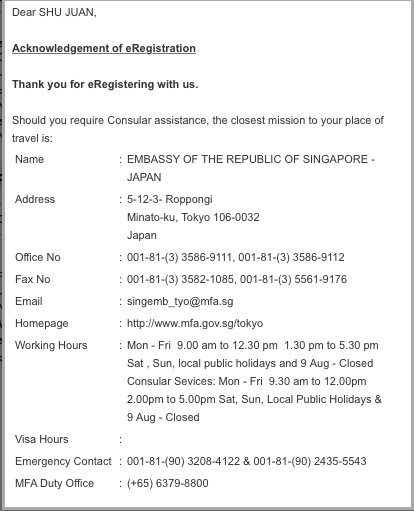 Dear SHU JUAN,
Acknowledgement of eRegistration
Thank you for eRegistering with us.
Should you require Consular assistance, the closest mission to your place of
travel is:
Name : EMBASSY OF THE REPUBLIC OF SINGAPORE -
JAPAN
Address : 5-12-3- Roppongi
Minato-ku, Tokyo 106-0032
Japan
Office No : 001-81-(3) 3586-9111, 001-81-(3) 3586-9112
Fax No : 001-81-(3) 3582-1085, 001-81-(3) 5561-9176
Email : singemb_tyo@mfa.sg
Homepage : http://www.mfa.gov.sg/tokyo
Working Hours : Mon - Fri 9.00 am to 12.30 pm 1.30 pm to 5.30 pm
Sat , Sun, local public holidays and 9 Aug - Closed
Consular Sevices: Mon - Fri 9.30 am to 12.00pm
2.00pm to 5.00pm Sat, Sun, Local Public Holidays &
9 Aug - Closed
Visa Hours :
Emergency Contact : 001-81-(90) 3208-4122 & 001-81-(90) 2435-5543
MFA Duty Office : (+65) 6379-8800